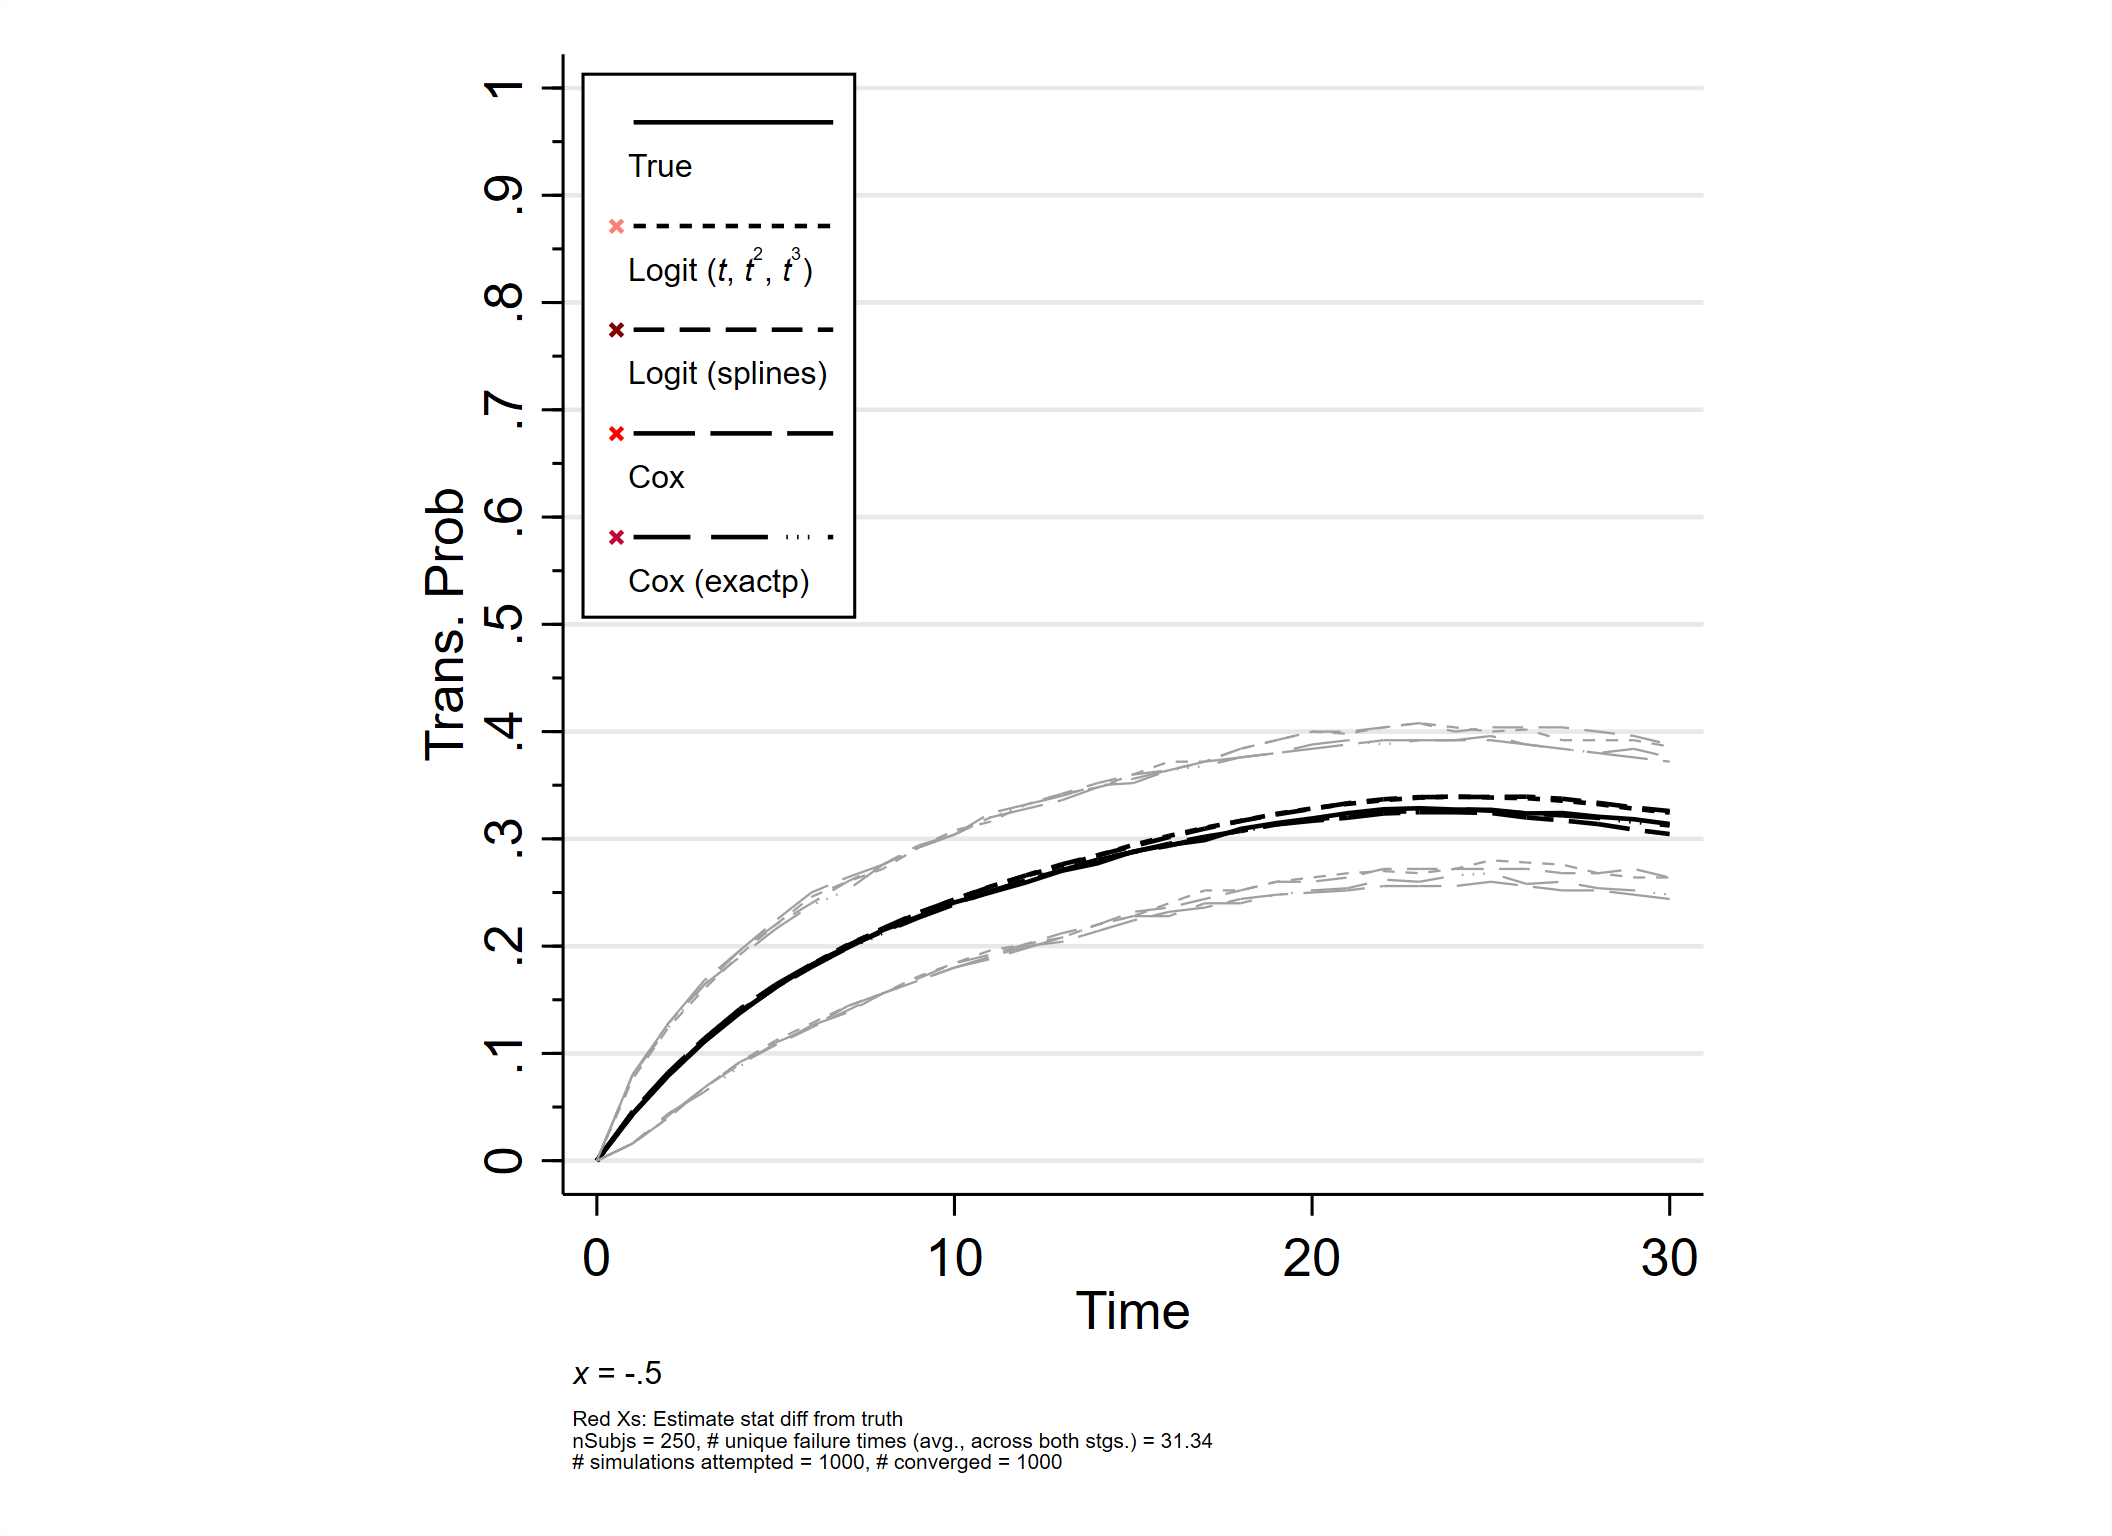 1
.9
.8
.7
.6
.5
.4
.3
.2
.1
0
Trans. Prob
True
Logit (t, t², t³)
Logit (splines)
Cox
Cox (exactp)
0 10 20 30
Time
x = -.5
Red Xs: Estimate stat diff from truth
nSubjs = 250, # unique failure times (avg., across both stgs.) = 31.34
# simulations attempted = 1000, # converged = 1000